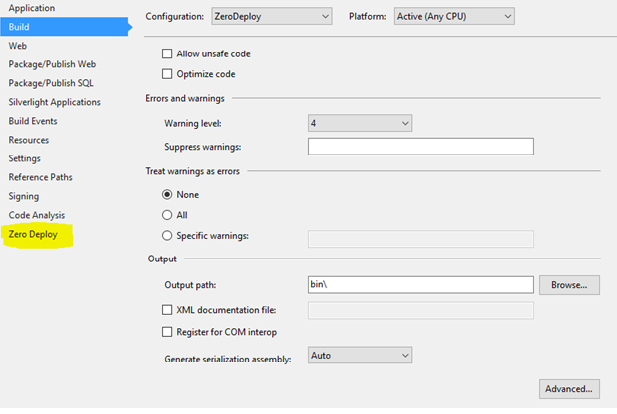 Application
Build
Web
Package/Publish Web
Package/Publish SQL
Silverlight Applications
Build Events
Resources
Settings
Reference Paths
Signing
Code Analysis
Zero Deploy
Configuration: ZeroDeploy Platform: Active (Any CPU)
Allow unsafe code
Optimize code
Errors and warnings
Warning level: 4
Suppress warnings:
Treat warnings as errors
None
All
Specific warnings:
Output
Output path: bin\ Browse...
XML documentation file:
Register for COM interop
Generate serialization assembly: Auto
Advanced...